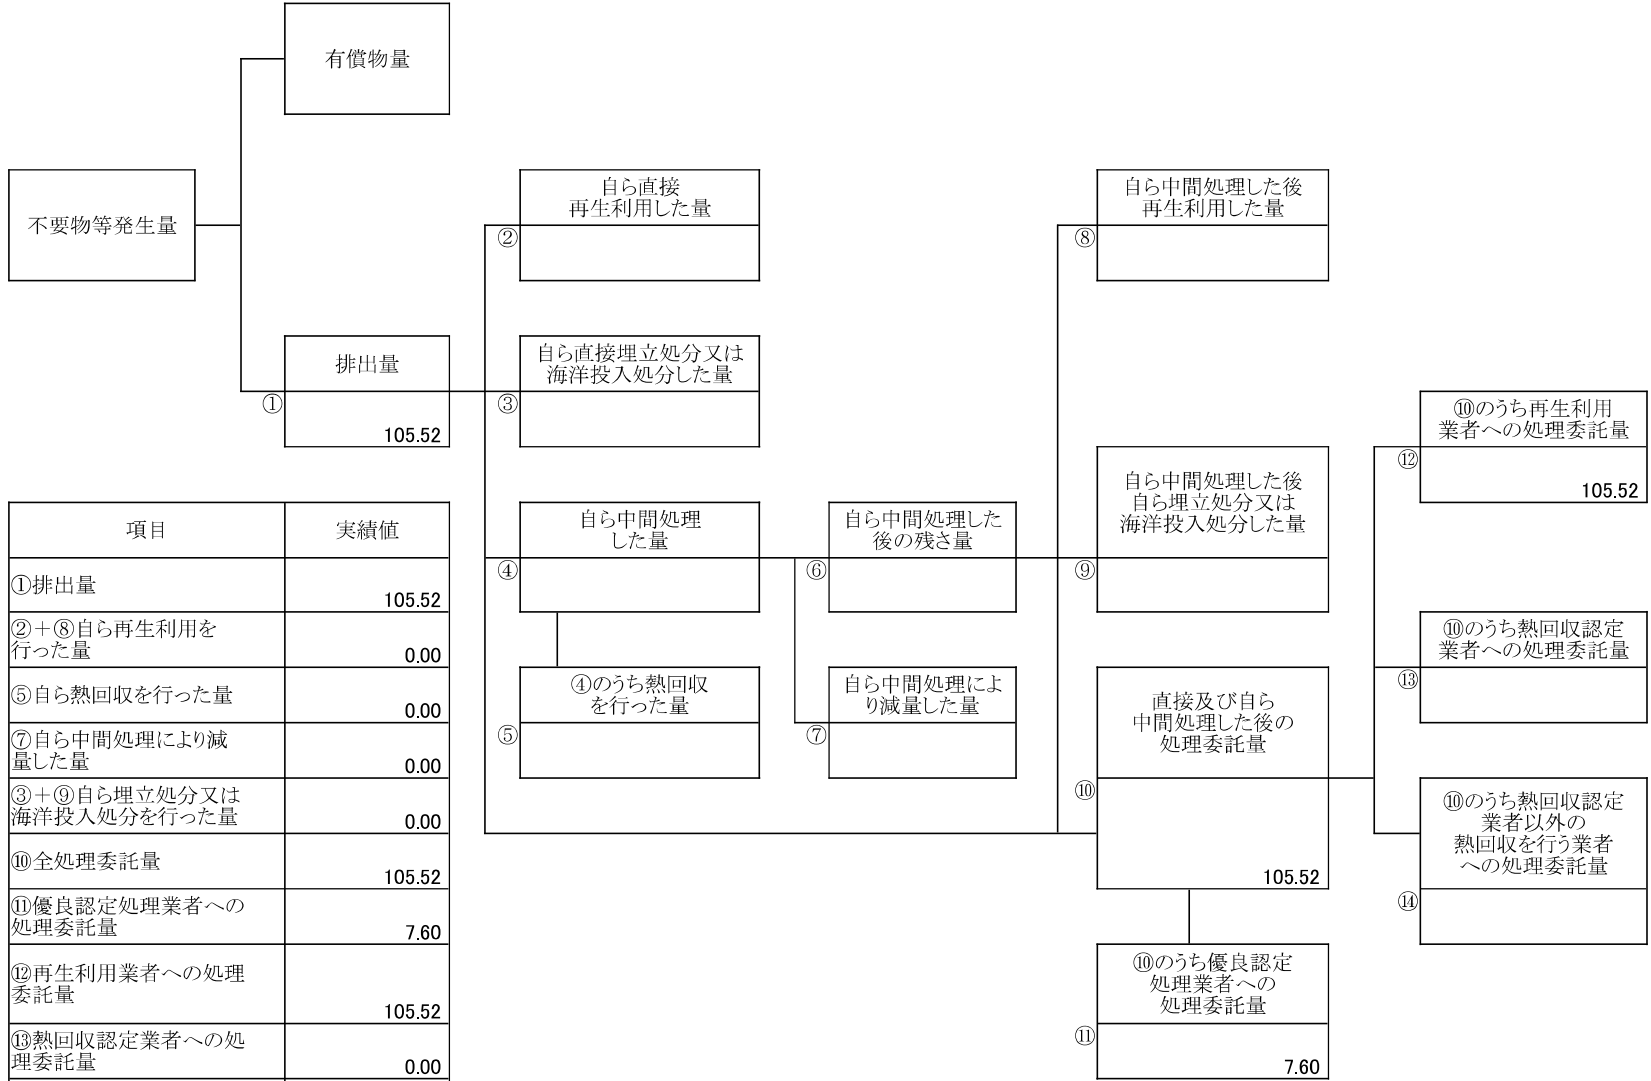 有償物量
不要物等発生量
自ら直接
再生利用した量
②
自ら中間処理した後
再生利用した量
⑧
排出量
①
105.52
自ら直接埋立処分又は
海洋投入処分した量
③
⑩のうち再生利用
業者への処理委託量
⑫
105.52
自ら中間処理した後
自ら埋立処分又は
海洋投入処分した量
⑨
自ら中間処理
した量
④
自ら中間処理した
後の残さ量
⑥
⑩のうち熱回収認定
業者への処理委託量
⑬
④のうち熱回収
を行った量
⑤
自ら中間処理によ
り減量した量
⑦
直接及び自ら
中間処理した後の
処理委託量
⑩
105.52
⑩のうち熱回収認定
業者以外の
熱回収を行う業者
への処理委託量
⑭
⑩のうち優良認定
処理業者への
処理委託量
⑪
7.60
項目
実績値
①排出量
105.52
②+⑧自ら再生利用を
行った量
0.00
⑤自ら熱回収を行った量
0.00
⑦自ら中間処理により減
量した量
0.00
③+⑨自ら埋立処分又は
海洋投入処分を行った量
0.00
⑩全処理委託量
105.52
⑪優良認定処理業者への
処理委託量
7.60
⑫再生利用業者への処理
委託量
105.52
⑬熱回収認定業者への処
理委託量
0.00